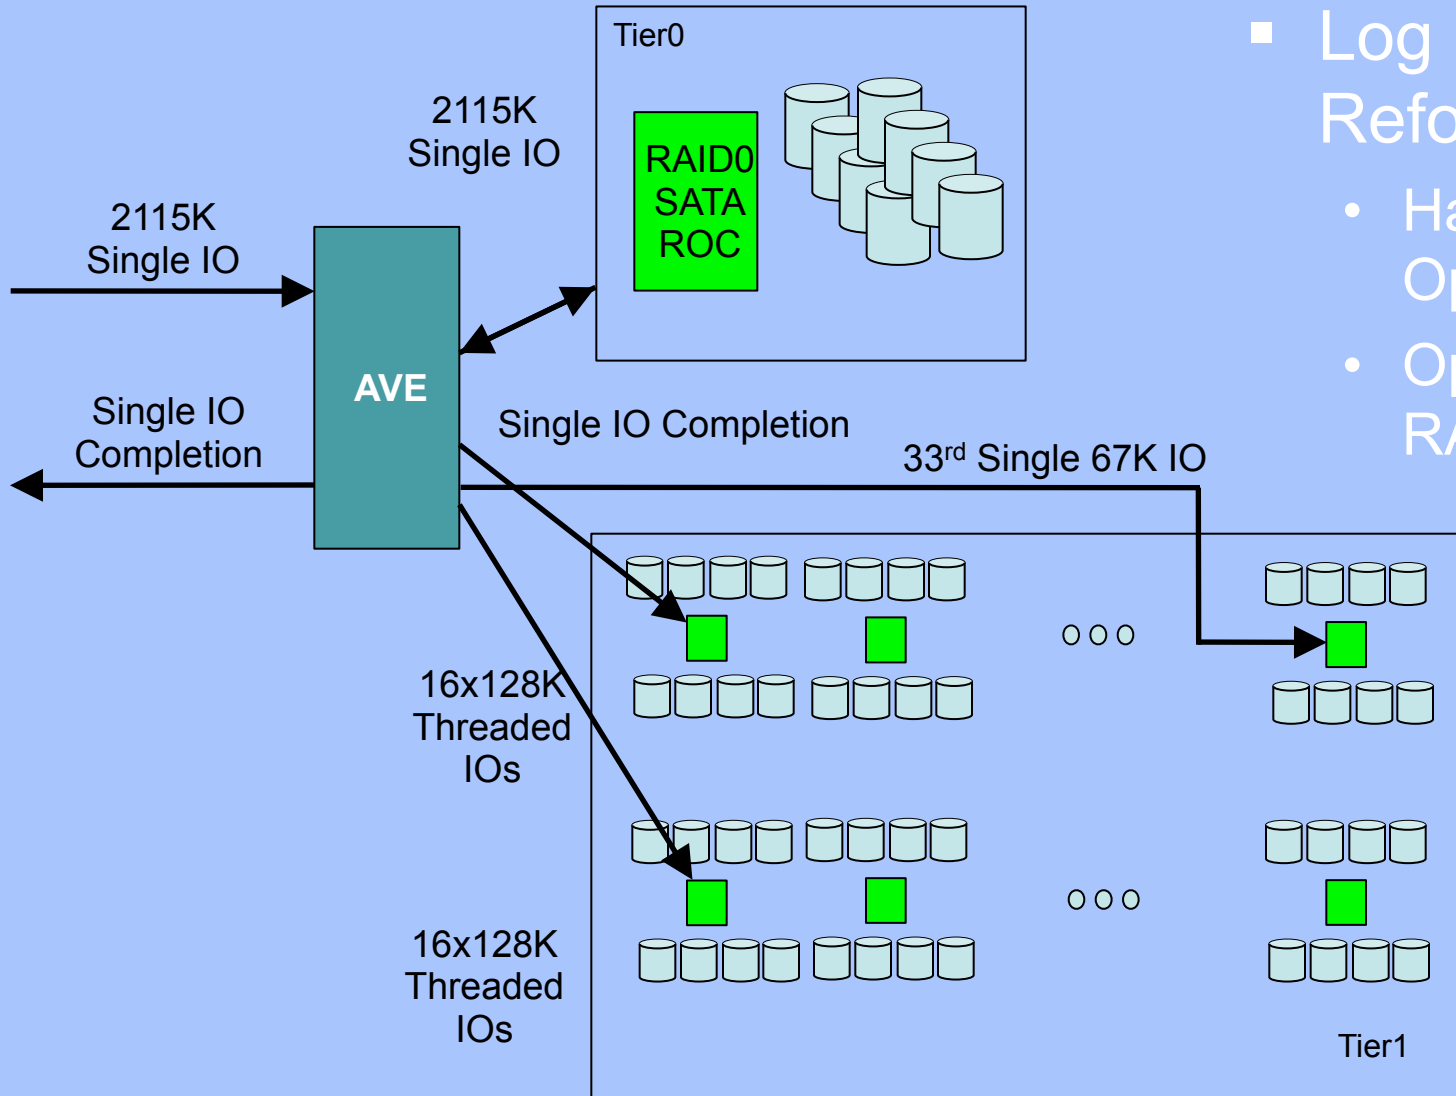 Tier0
2115K
Single IO
RAID0
SATA
ROC
2115K
Single IO
AVE
Single IO
Completion
Single IO Completion
33rd Single 67K IO
16x128K
Threaded
IOs
16x128K
Threaded
IOs
Tier1
Log